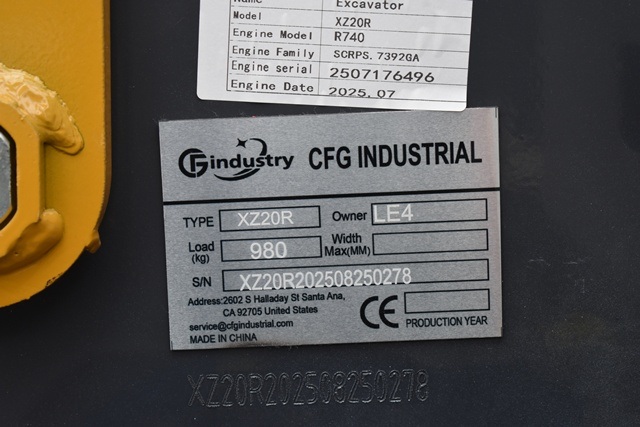 Excavator
Model XZ20R
Engine Model R740
Engine Family SCRPS.7392GA
Engine serial 2507176496
Engine Date 2025.07
CFG industry CFG INDUSTRIAL
TYPE XZ20R Owner LE4
Load (kg) 980 Width Max(MM)
S/N XZ20R202508250278
Address:2602 S Halladay St Santa Ana,
CA 92705 United States
service@cfgindustrial.com
MADE IN CHINA
CE PRODUCTION YEAR
XZ20R202508250278